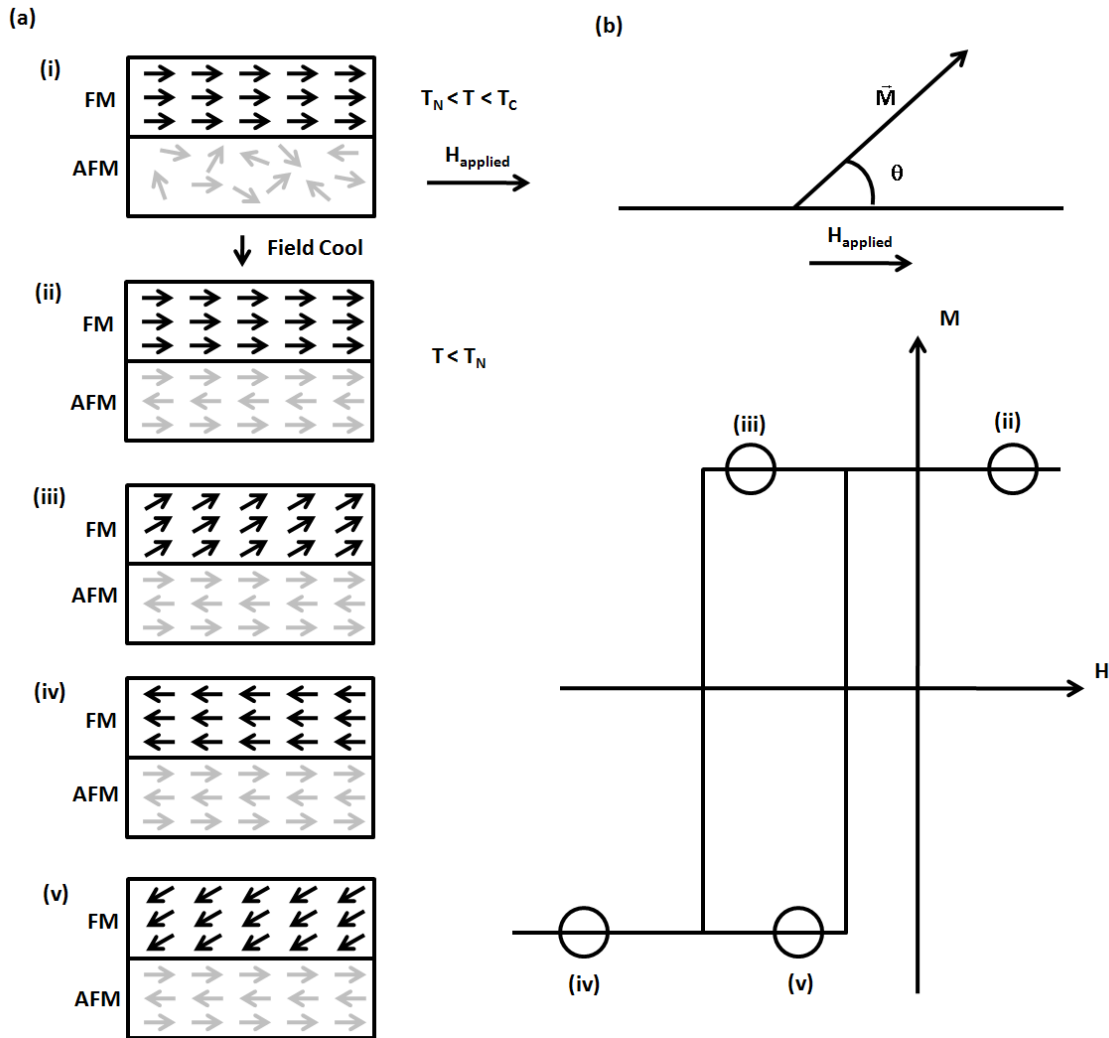 (a)
(i)
FM
AFM
T_N < T < T_C
H_applied
Field Cool
(ii)
FM
AFM
T < T_N
(iii)
FM
AFM
(iv)
FM
AFM
(v)
FM
AFM
(b)
M⃗
θ
H_applied
M
(iii)
(ii)
H
(iv)
(v)